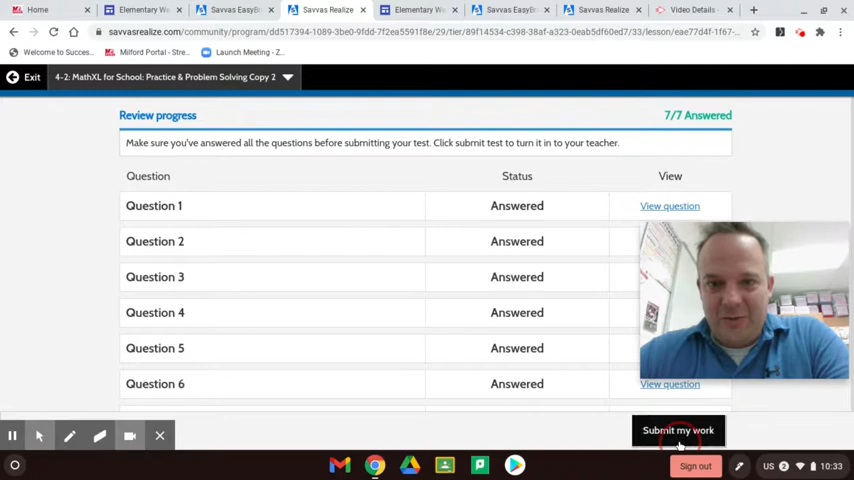 Home
Elementary We
Savvas EasyB
Savvas Realize
Elementary We
Savvas EasyB
Savvas Realize
Video Details -
savvasrealize.com/community/program/dd517394-1089-3be0-9fdd-7f2ea5591f8e/29/tier/89f14534-c398-38af-a323-0eab5df60ed7/33/lesson/eae77d4f-1f67-...
Welcome to Succes...
Milford Portal - Stre...
Launch Meeting - Z...
Exit
4-2: MathXL for School: Practice & Problem Solving Copy 2
Review progress
7/7 Answered
Make sure you've answered all the questions before submitting your test. Click submit test to turn it in to your teacher.
Question Status View
Question 1 Answered View question
Question 2 Answered
Question 3 Answered
Question 4 Answered
Question 5 Answered
Question 6 Answered View question
Submit my work
Sign out
US 2 10:33